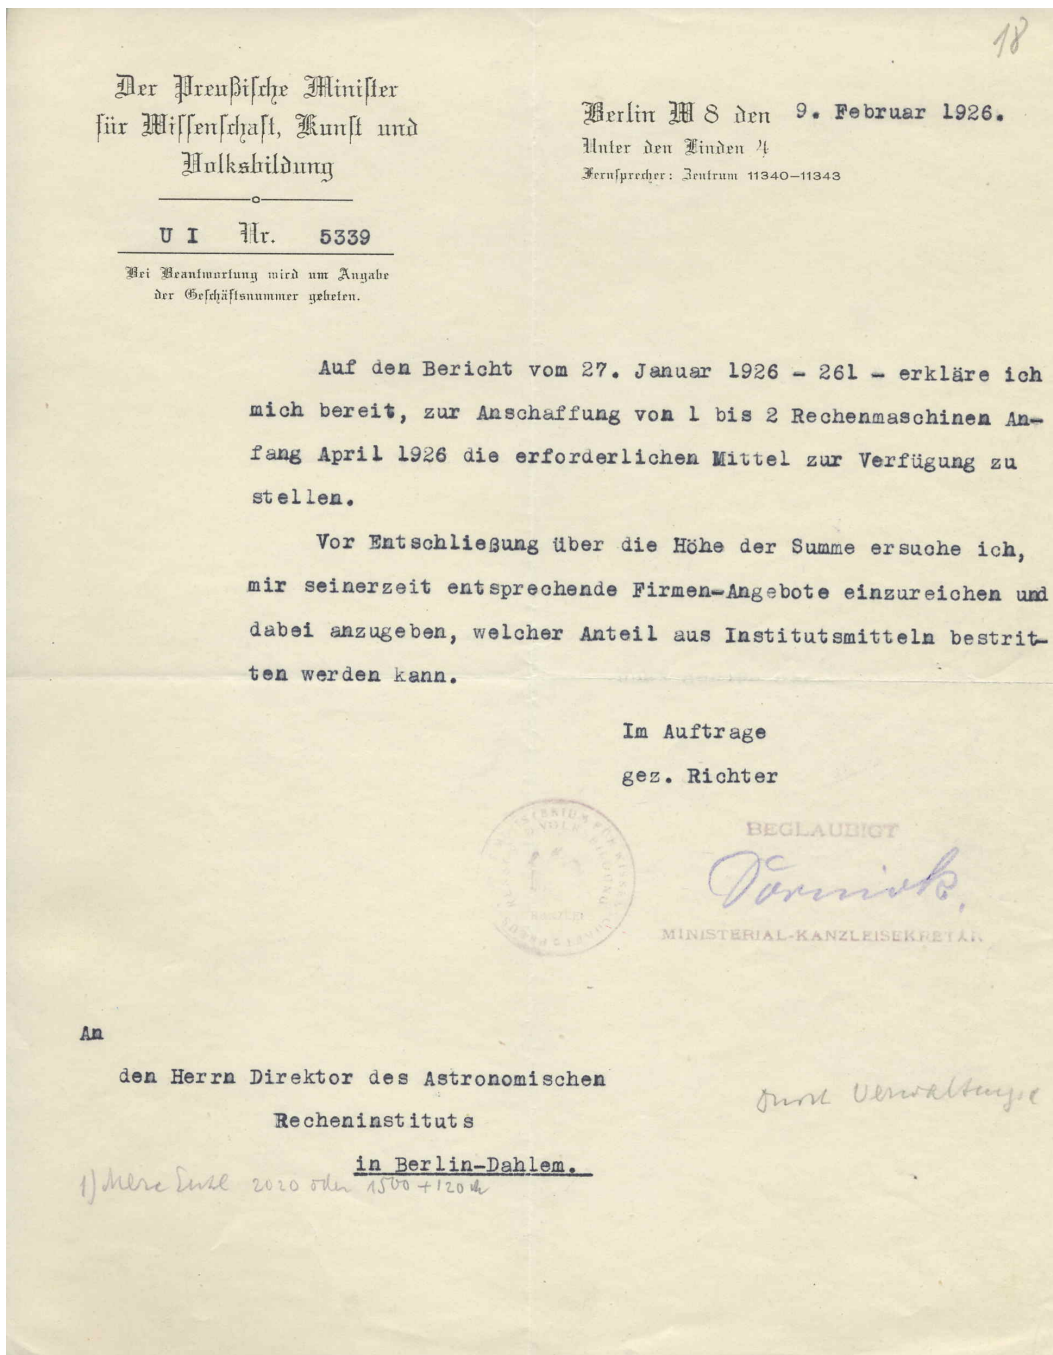 18
Der Preußische Minister
für Wissenschaft, Kunst und
Volksbildung
U I Nr. 5339
Bei Beantwortung wird um Angabe
der Geschäftsnummer gebeten.
Berlin W 8 den 9. Februar 1926.
Unter den Linden 4
Fernsprecher: Zentrum 11340–11343
Auf den Bericht vom 27. Januar 1926 - 261 - erkläre ich
mich bereit, zur Anschaffung von 1 bis 2 Rechenmaschinen An-
fang April 1926 die erforderlichen Mittel zur Verfügung zu
stellen.
Vor Entschließung über die Höhe der Summe ersuche ich,
mir seinerzeit entsprechende Firmen-Angebote einzureichen und
dabei anzugeben, welcher Anteil aus Institutsmitteln bestrit-
ten werden kann.
Im Auftrage
gez. Richter
BEGLAUBIGT
MINISTERIAL-KANZLEISEKRETÄR
An
den Herrn Direktor des Astronomischen
Recheninstituts
in Berlin-Dahlem.
1) 2020 oder 1500 + 120